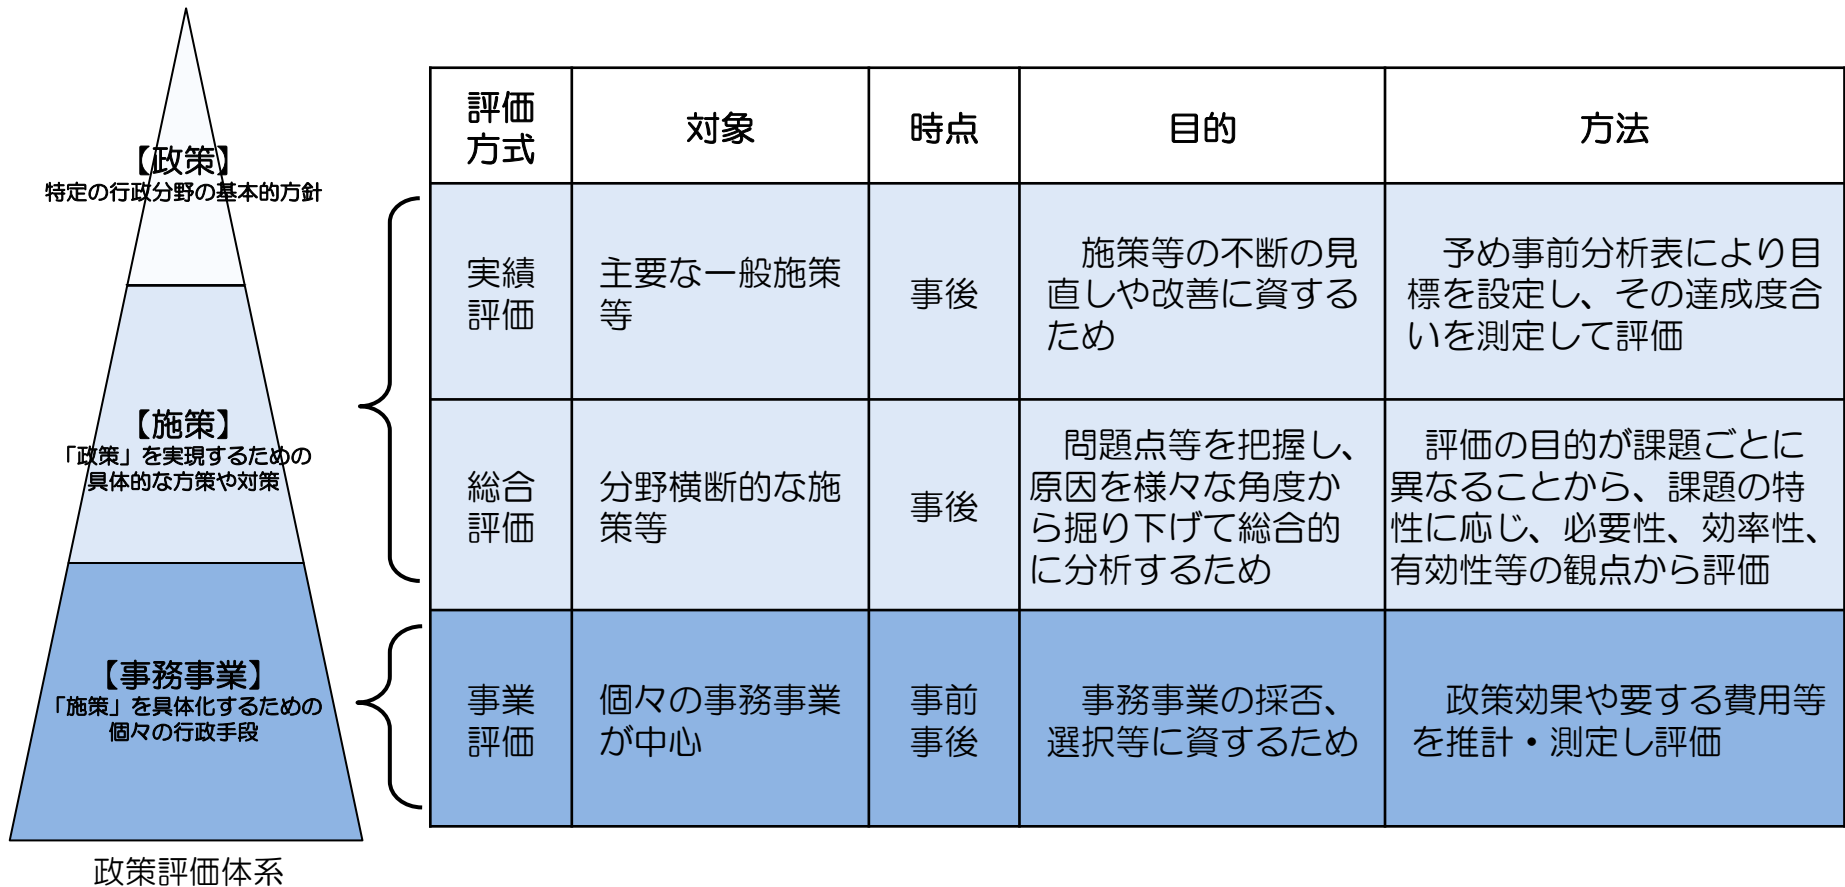 【政策】
特定の行政分野の基本的方針
【施策】
「政策」を実現するための
具体的な方策や対策
【事務事業】
「施策」を具体化するための
個々の行政手段
政策評価体系
評価
方式
対象
時点
目的
方法
実績
評価
主要な一般施策
等
事後
施策等の不断の見
直しや改善に資する
ため
予め事前分析表により目
標を設定し、その達成度合
いを測定して評価
総合
評価
分野横断的な施
策等
事後
問題点等を把握し、
原因を様々な角度か
ら掘り下げて総合的
に分析するため
評価の目的が課題ごとに
異なることから、課題の特
性に応じ、必要性、効率性、
有効性等の観点から評価
事業
評価
個々の事務事業
が中心
事前
事後
事務事業の採否、
選択等に資するため
政策効果や要する費用等
を推計・測定し評価